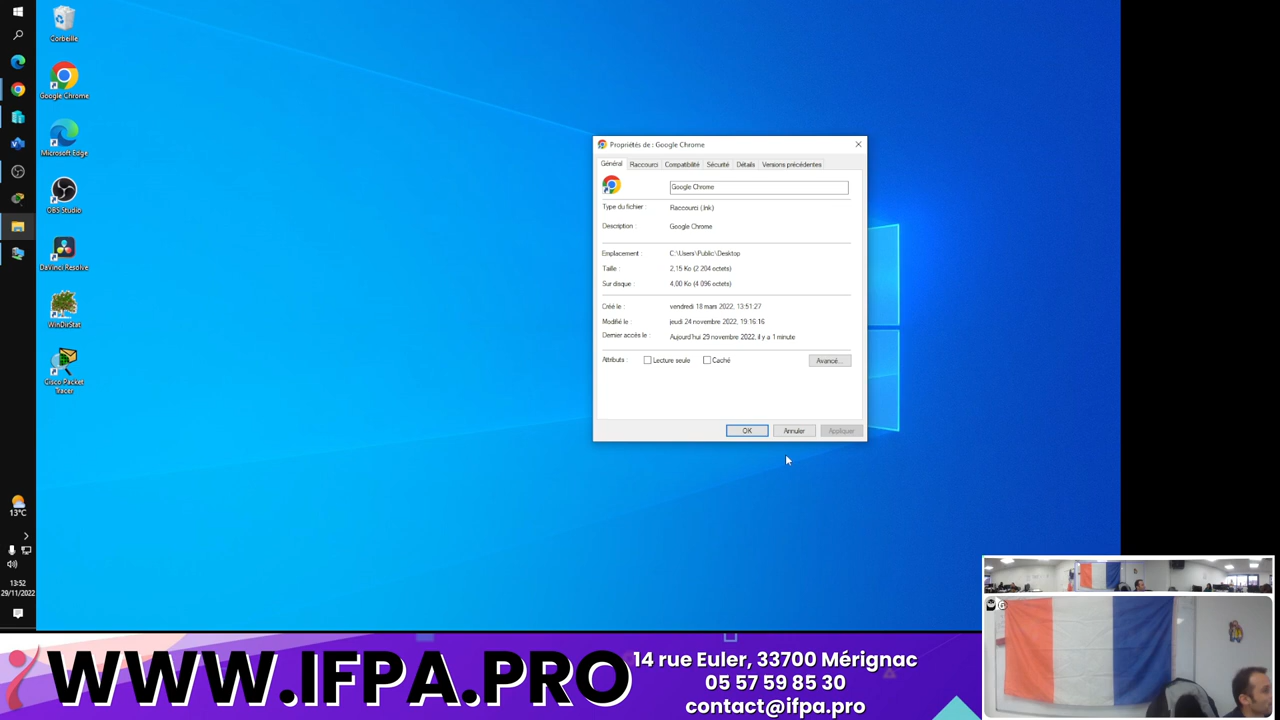 Corbeille
Google Chrome
Microsoft Edge
OBS Studio
DaVinci Resolve
WinDirStat
Cisco Packet
Tracer
13°C
13:52
29/11/2022
Propriétés de : Google Chrome
Général Raccourci Compatibilité Sécurité Détails Versions précédentes
Google Chrome
Type du fichier : Raccourci (.lnk)
Description : Google Chrome
Emplacement : C:\Users\Public\Desktop
Taille : 2,15 Ko (2 204 octets)
Sur disque : 4,00 Ko (4 096 octets)
Créé le : vendredi 18 mars 2022, 13:51:27
Modifié le : jeudi 24 novembre 2022, 19:16:16
Dernier accès le : Aujourd'hui 29 novembre 2022, il y a 1 minute
Attributs : Lecture seule Caché Avancé...
OK Annuler Appliquer
WWW.IFPA.PRO
14 rue Euler, 33700 Mérignac
05 57 59 85 30
contact@ifpa.pro